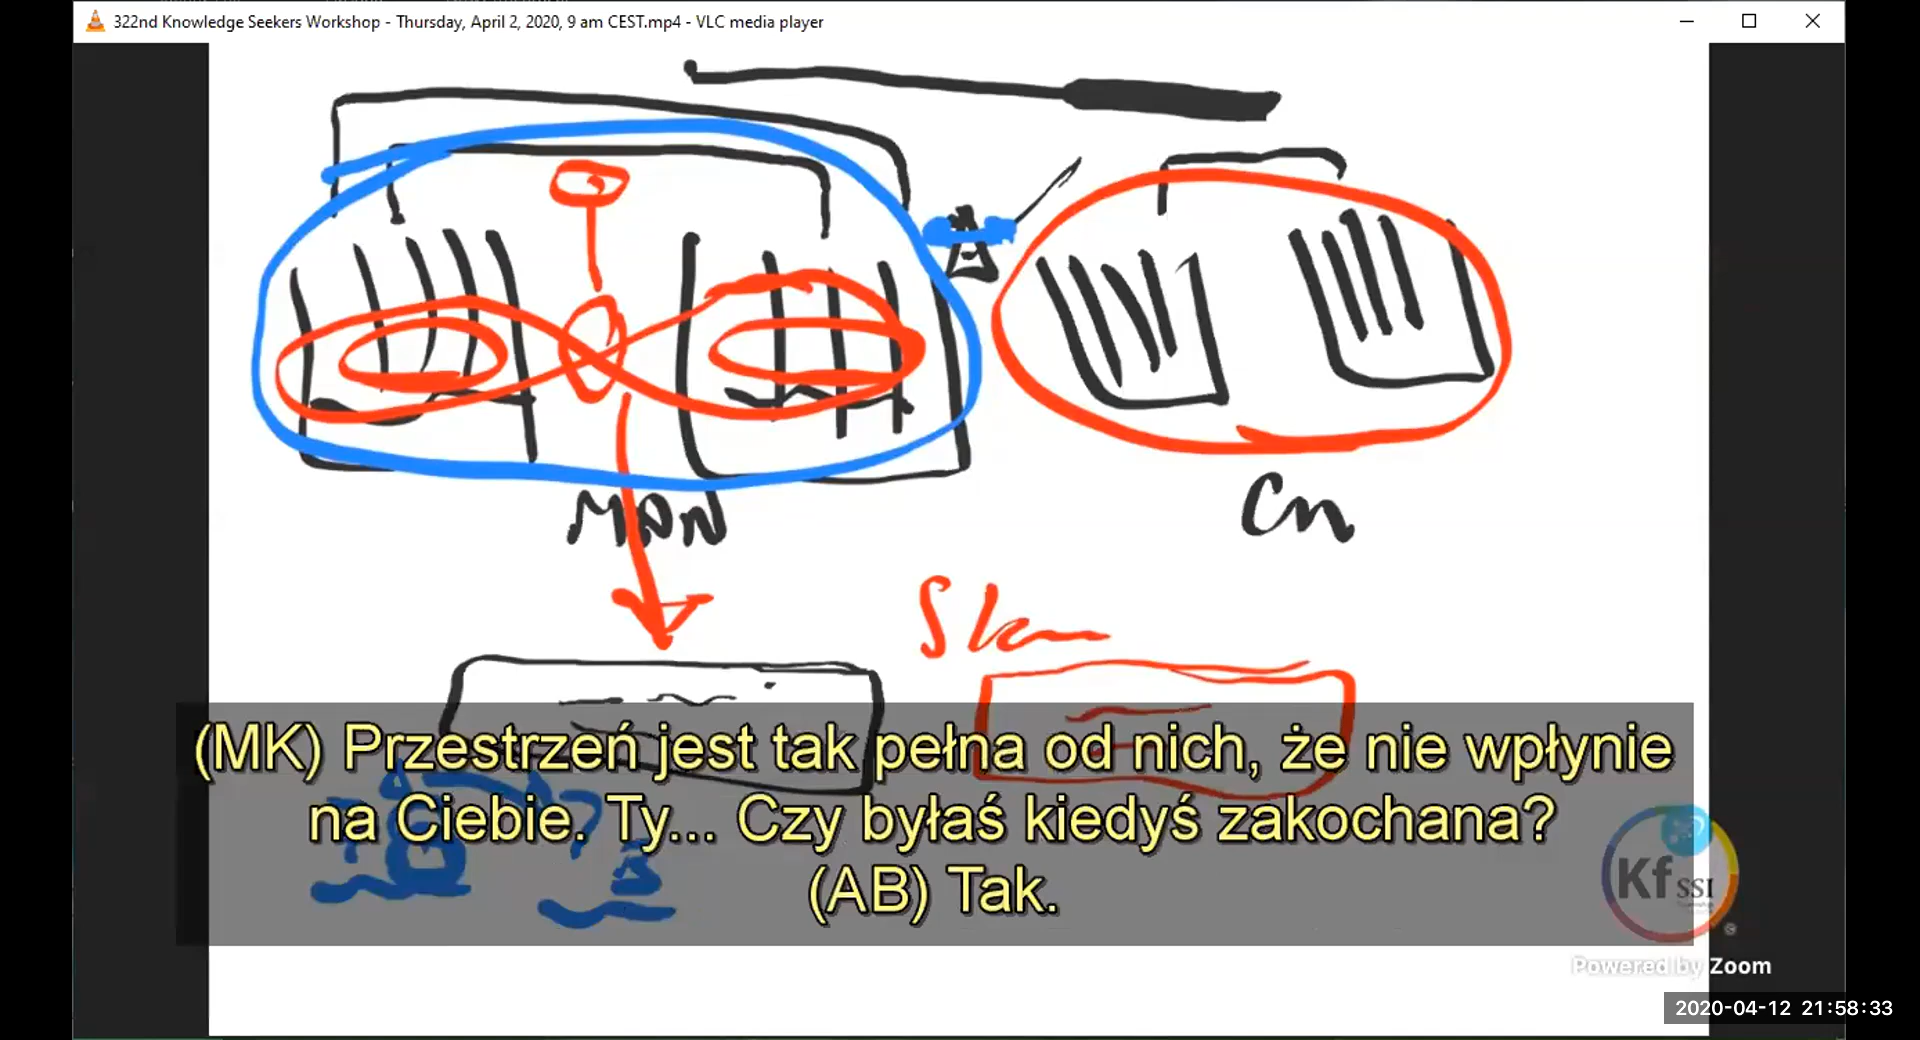 322nd Knowledge Seekers Workshop - Thursday, April 2, 2020, 9 am CEST.mp4 - VLC media player
Cn
(MK) Przestrzeń jest tak pełna od nich, że nie wpłynie
na Ciebie. Ty... Czy byłaś kiedyś zakochana?
(AB) Tak.
Kf SSI
Powered by Zoom
2020-04-12 21:58:33